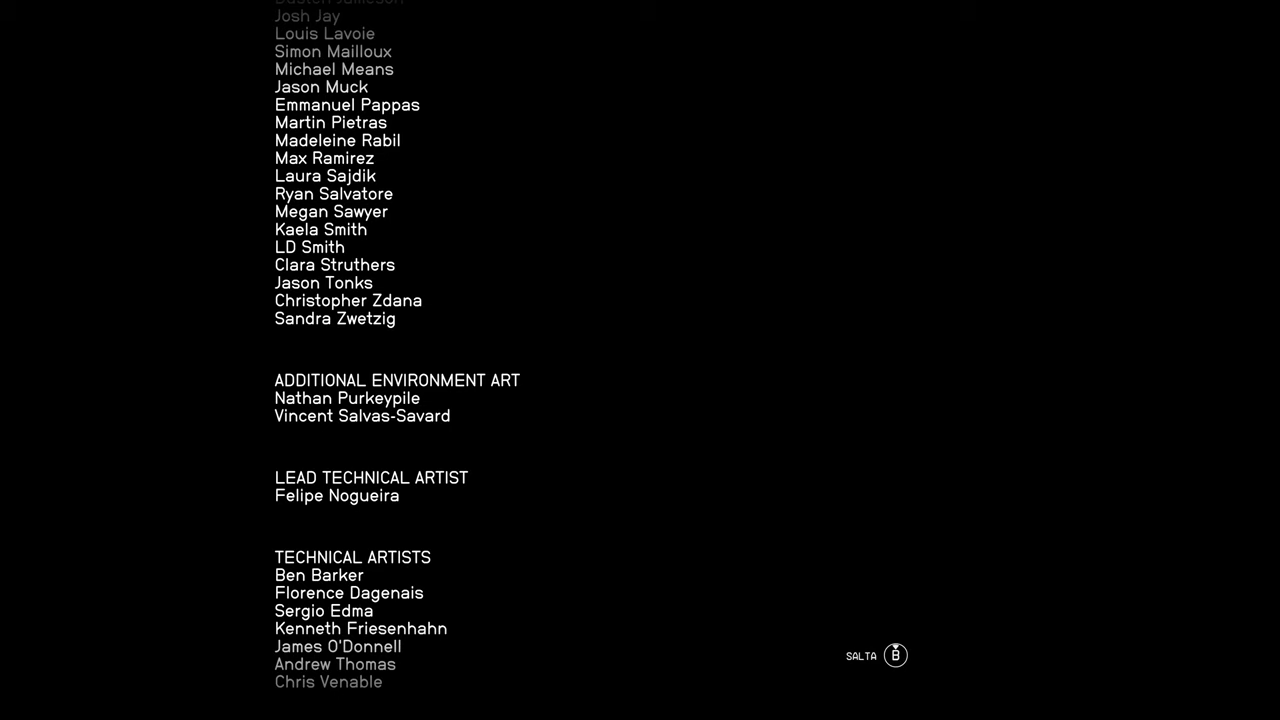 Josh Jay
Louis Lavoie
Simon Mailloux
Michael Means
Jason Muck
Emmanuel Pappas
Martin Pietras
Madeleine Rabil
Max Ramirez
Laura Sajdik
Ryan Salvatore
Megan Sawyer
Kaela Smith
LD Smith
Clara Struthers
Jason Tonks
Christopher Zdana
Sandra Zwetzig
ADDITIONAL ENVIRONMENT ART
Nathan Purkeypile
Vincent Salvas-Savard
LEAD TECHNICAL ARTIST
Felipe Nogueira
TECHNICAL ARTISTS
Ben Barker
Florence Dagenais
Sergio Edma
Kenneth Friesenhahn
James O'Donnell
Andrew Thomas
Chris Venable
SALTA B